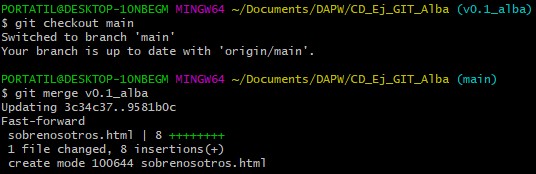 PORTATIL@DESKTOP-1ONBEGM MINGW64 ~/Documents/DAPW/CD_Ej_GIT_Alba (v0.1_alba)
$ git checkout main
Switched to branch 'main'
Your branch is up to date with 'origin/main'.
PORTATIL@DESKTOP-1ONBEGM MINGW64 ~/Documents/DAPW/CD_Ej_GIT_Alba (main)
$ git merge v0.1_alba
Updating 3c34c37..9581b0c
Fast-forward
 sobrenosotros.html | 8 ++++++++
 1 file changed, 8 insertions(+)
 create mode 100644 sobrenosotros.html